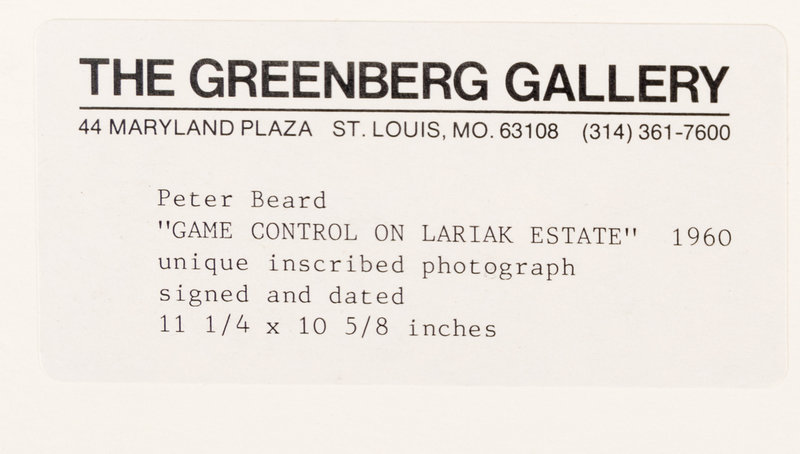 THE GREENBERG GALLERY
44 MARYLAND PLAZA ST. LOUIS, MO. 63108 (314) 361-7600
Peter Beard
"GAME CONTROL ON LARIAK ESTATE" 1960
unique inscribed photograph
signed and dated
11 1/4 x 10 5/8 inches